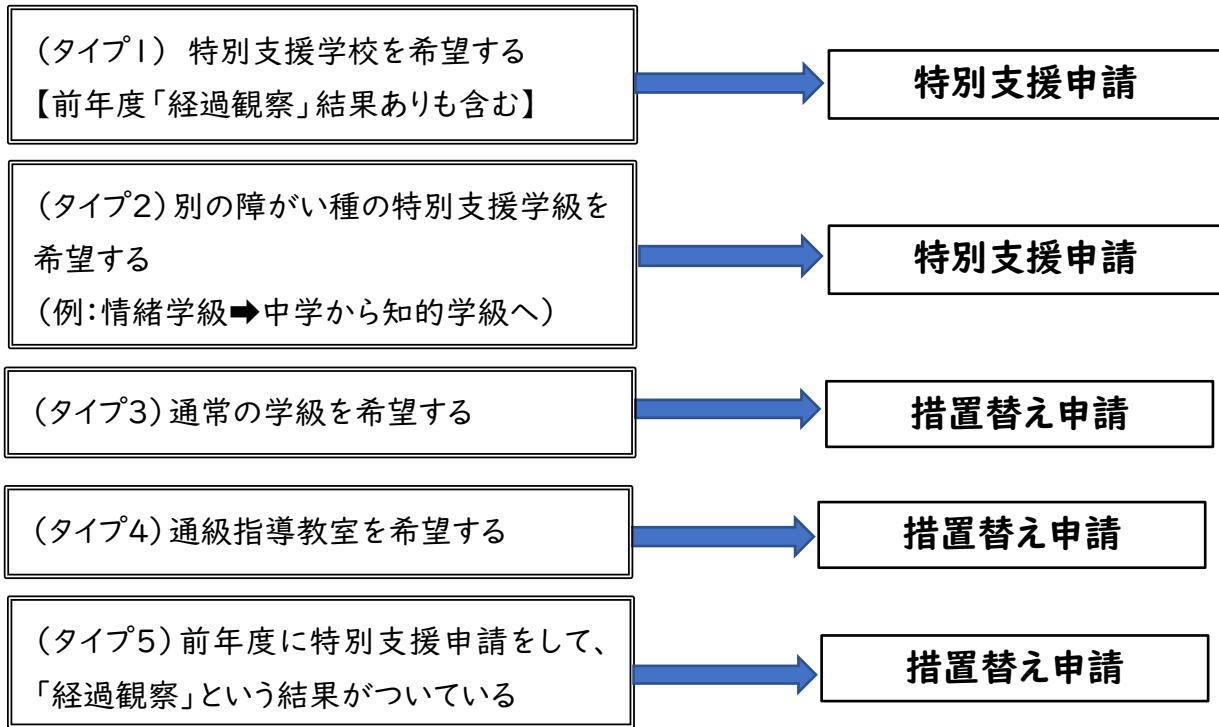 (タイプ1) 特別支援学校を希望する
【前年度「経過観察」結果ありも含む】
特別支援申請
(タイプ2)別の障がい種の特別支援学級を
希望する
(例:情緒学級➡中学から知的学級へ)
特別支援申請
(タイプ3)通常の学級を希望する
措置替え申請
(タイプ4)通級指導教室を希望する
措置替え申請
(タイプ5)前年度に特別支援申請をして、
「経過観察」という結果がついている
措置替え申請